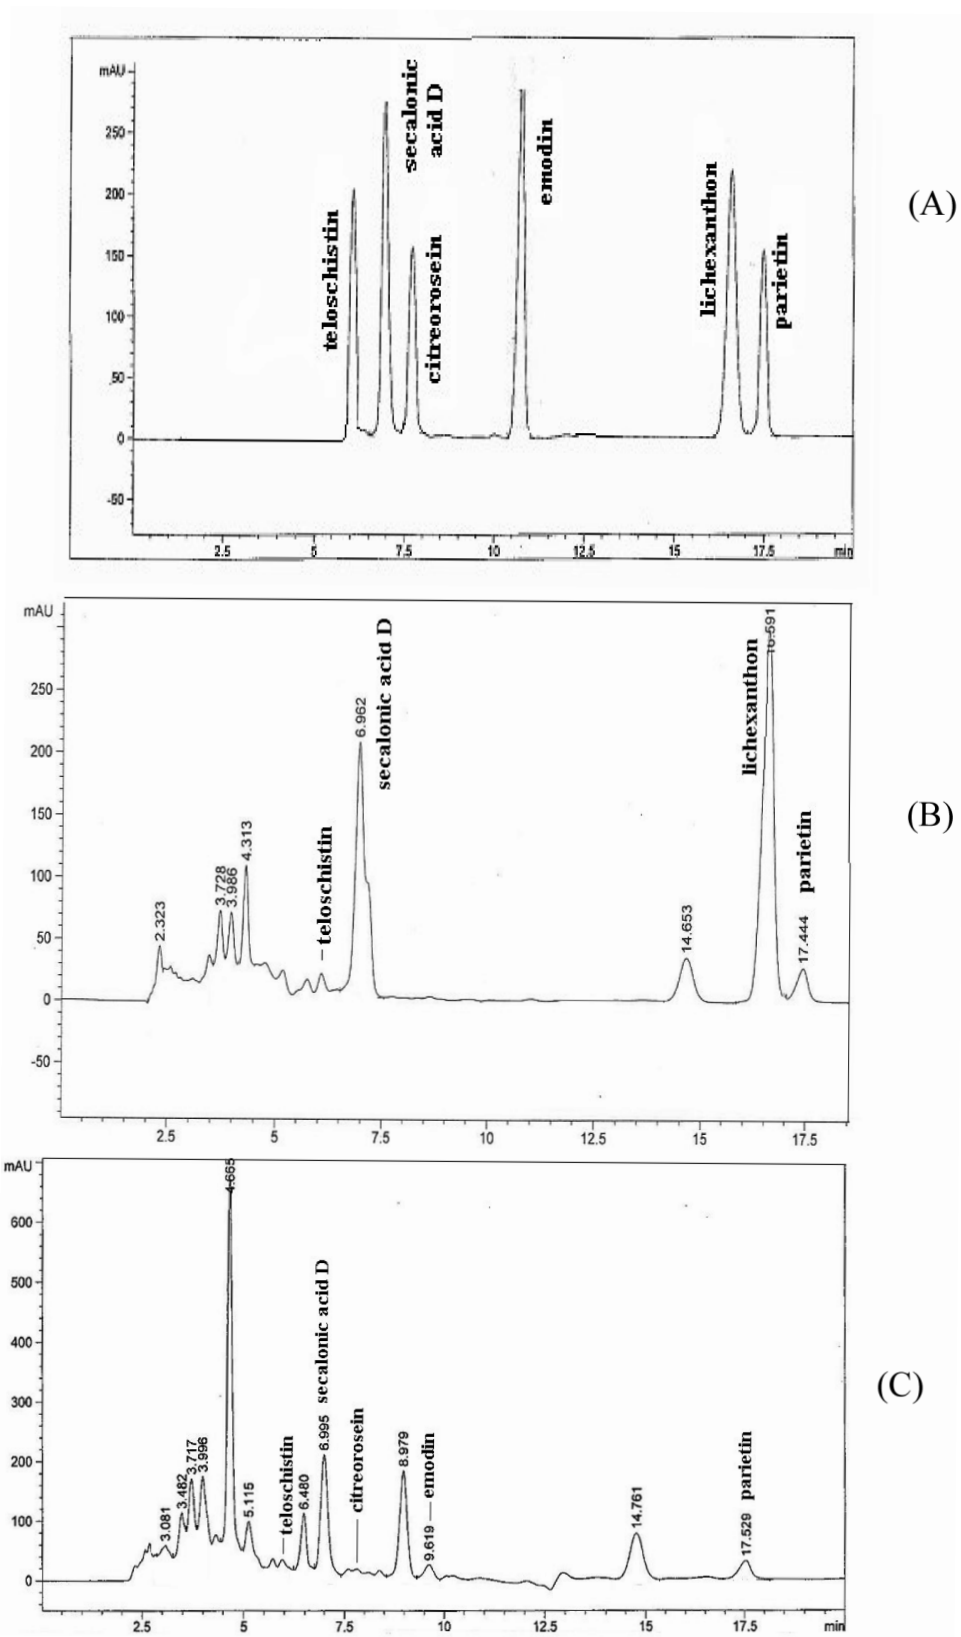 mAU
250
200
150
100
50
0
-50
teloschistin
secalonic
acid D
citreorosein
emodin
lichexanthon
parietin
2.5
5
7.5
10
12.5
15
17.5
min
(A)
mAU
250
200
150
100
50
0
-50
2.323
3.728
3.986
4.313
teloschistin
6.962
secalonic acid D
14.653
lichexanthon
16.591
17.444
parietin
2.5
5
7.5
10
12.5
15
17.5
(B)
mAU
600
500
400
300
200
100
0
3.081
3.482
3.717
3.996
4.665
5.115
teloschistin
6.480
6.995
secalonic acid D
citreorosein
8.979
9.619
emodin
14.761
17.529
parietin
2.5
5
7.5
10
12.5
15
17.5
min
(C)